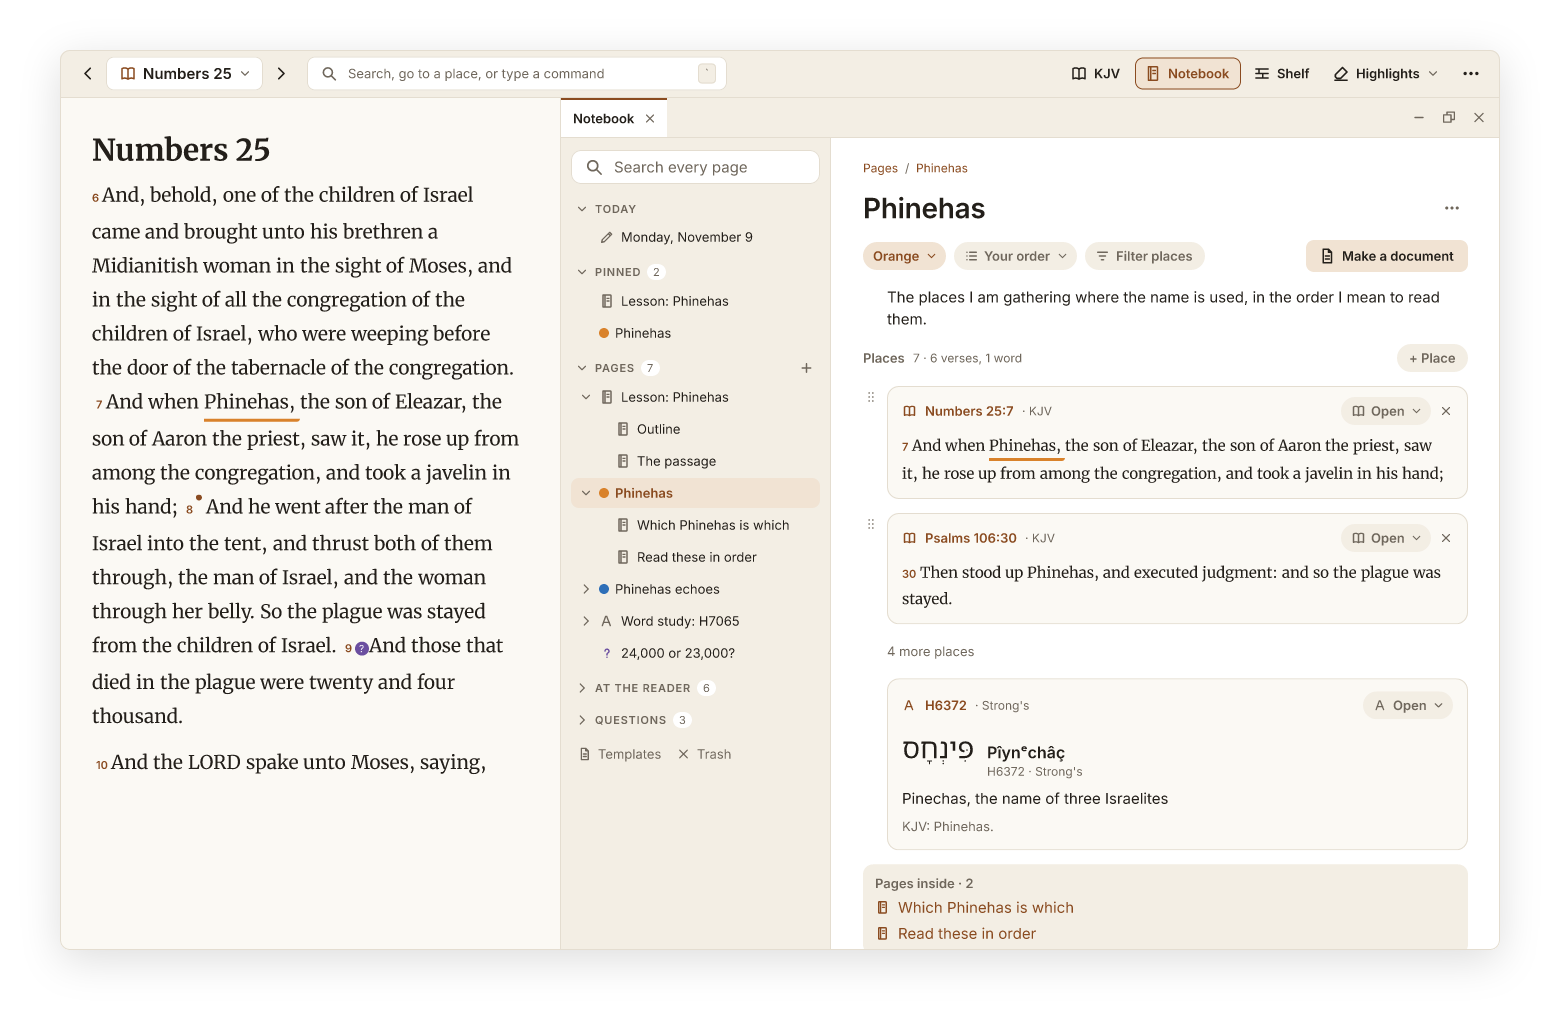 Numbers 25
Search, go to a place, or type a command
`
KJV
Notebook
Shelf
Highlights
Numbers 25
6 And, behold, one of the children of Israel
came and brought unto his brethren a
Midianitish woman in the sight of Moses, and
in the sight of all the congregation of the
children of Israel, who were weeping before
the door of the tabernacle of the congregation.
7 And when Phinehas, the son of Eleazar, the
son of Aaron the priest, saw it, he rose up from
among the congregation, and took a javelin in
his hand; 8 And he went after the man of
Israel into the tent, and thrust both of them
through, the man of Israel, and the woman
through her belly. So the plague was stayed
from the children of Israel. 9 ? And those that
died in the plague were twenty and four
thousand.
10 And the LORD spake unto Moses, saying,
Notebook
Search every page
TODAY
Monday, November 9
PINNED 2
Lesson: Phinehas
Phinehas
PAGES 7
Lesson: Phinehas
Outline
The passage
Phinehas
Which Phinehas is which
Read these in order
Phinehas echoes
A Word study: H7065
? 24,000 or 23,000?
AT THE READER 6
QUESTIONS 3
Templates
Trash
Pages / Phinehas
Phinehas
Orange
Your order
Filter places
Make a document
The places I am gathering where the name is used, in the order I mean to read
them.
Places 7 · 6 verses, 1 word
+ Place
Numbers 25:7 · KJV
Open
7 And when Phinehas, the son of Eleazar, the son of Aaron the priest, saw
it, he rose up from among the congregation, and took a javelin in his hand;
Psalms 106:30 · KJV
Open
30 Then stood up Phinehas, and executed judgment: and so the plague was
stayed.
4 more places
A H6372 · Strong's
A Open
פִּינְחָס Pîynᵉchâç
H6372 · Strong's
Pinechas, the name of three Israelites
KJV: Phinehas.
Pages inside · 2
Which Phinehas is which
Read these in order